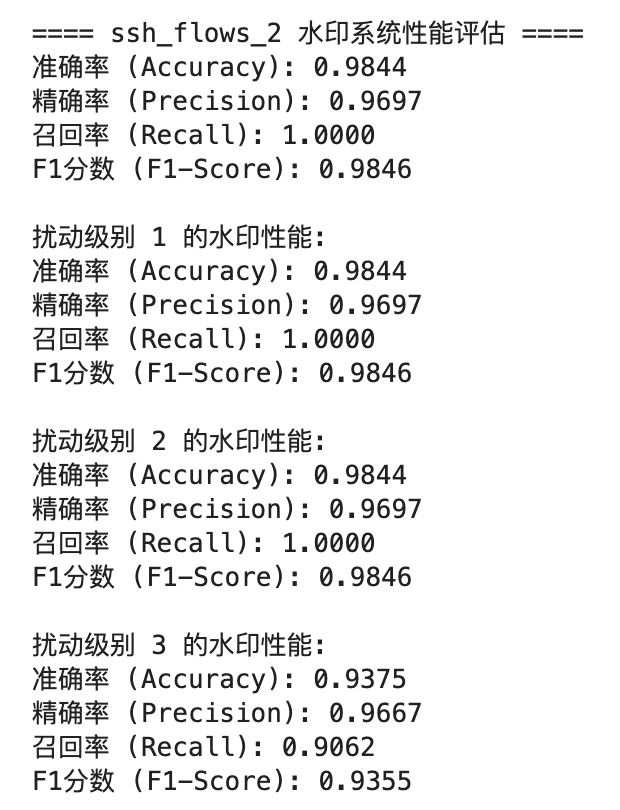 ==== ssh_flows_2 水印系统性能评估 ====
准确率 (Accuracy): 0.9844
精确率 (Precision): 0.9697
召回率 (Recall): 1.0000
F1分数 (F1-Score): 0.9846
扰动级别 1 的水印性能:
准确率 (Accuracy): 0.9844
精确率 (Precision): 0.9697
召回率 (Recall): 1.0000
F1分数 (F1-Score): 0.9846
扰动级别 2 的水印性能:
准确率 (Accuracy): 0.9844
精确率 (Precision): 0.9697
召回率 (Recall): 1.0000
F1分数 (F1-Score): 0.9846
扰动级别 3 的水印性能:
准确率 (Accuracy): 0.9375
精确率 (Precision): 0.9667
召回率 (Recall): 0.9062
F1分数 (F1-Score): 0.9355